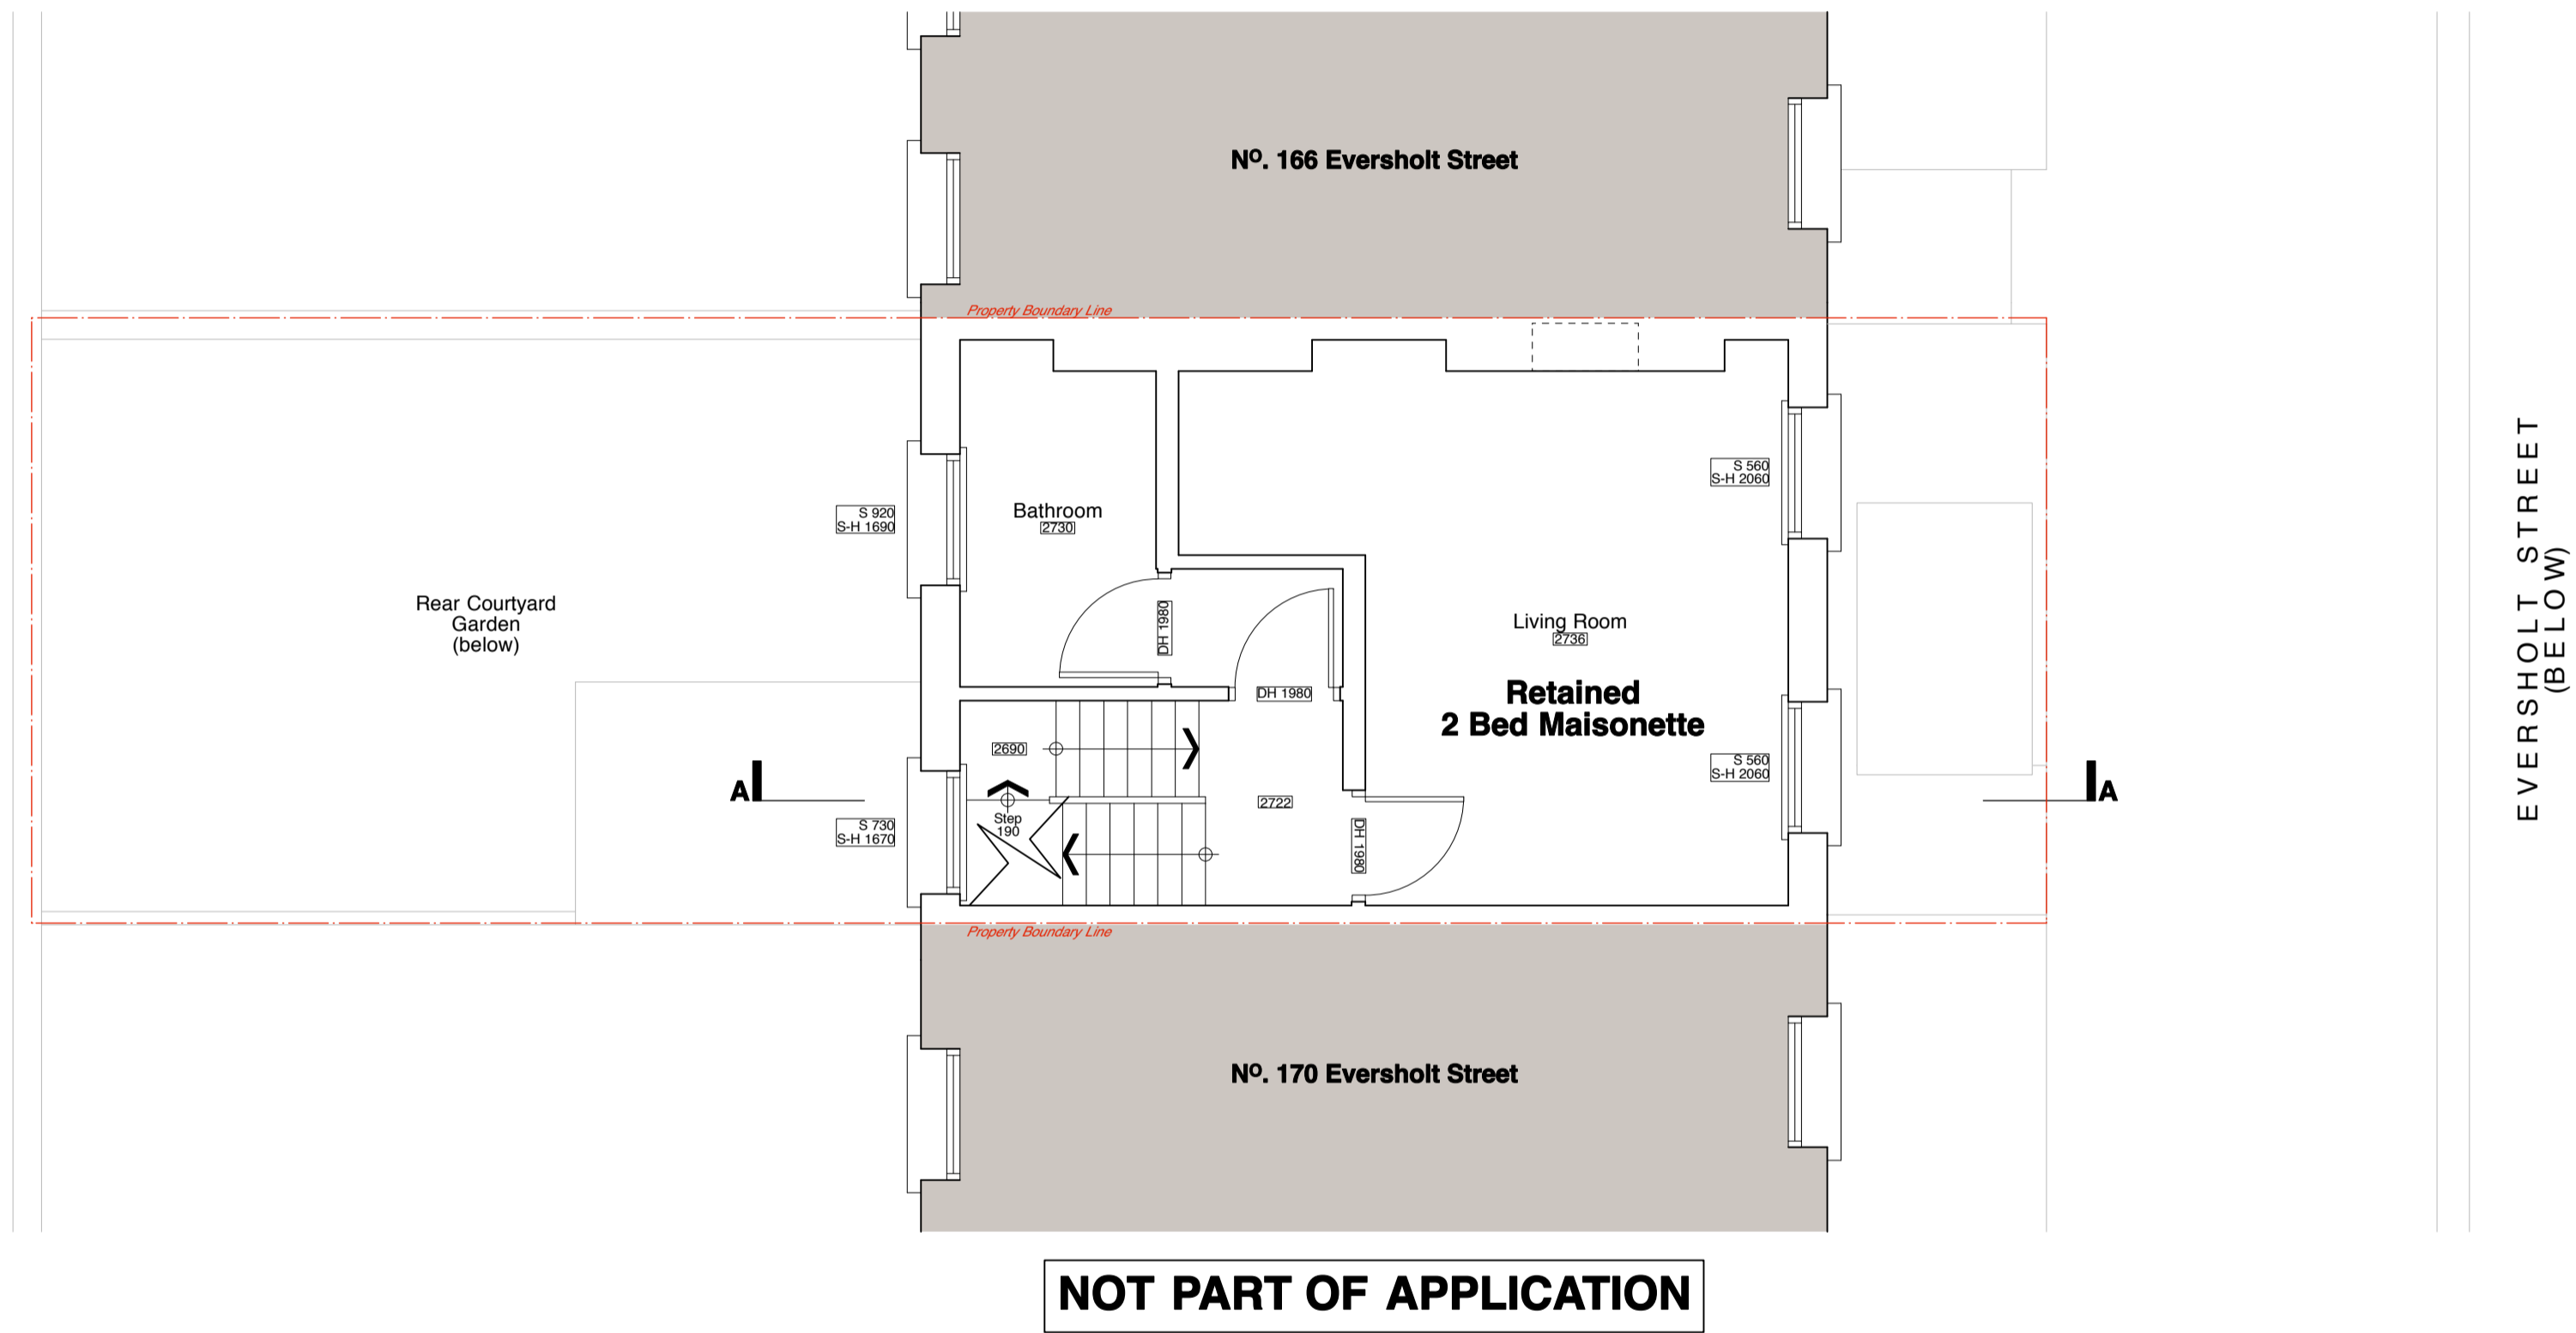 Nº. 166 Eversholt Street
Property Boundary Line
S 560
S-H 2060
S 920
S-H 1690
Bathroom
2730
Rear Courtyard
Garden
(below)
DH 1980
Living Room
2736
DH 1980
Retained
2 Bed Maisonette
2690
S 560
S-H 2060
A
A
2722
Step
190
S 730
S-H 1670
DH 1980
EVERSHOLT STREET
(BELOW)
Property Boundary Line
Nº. 170 Eversholt Street
NOT PART OF APPLICATION